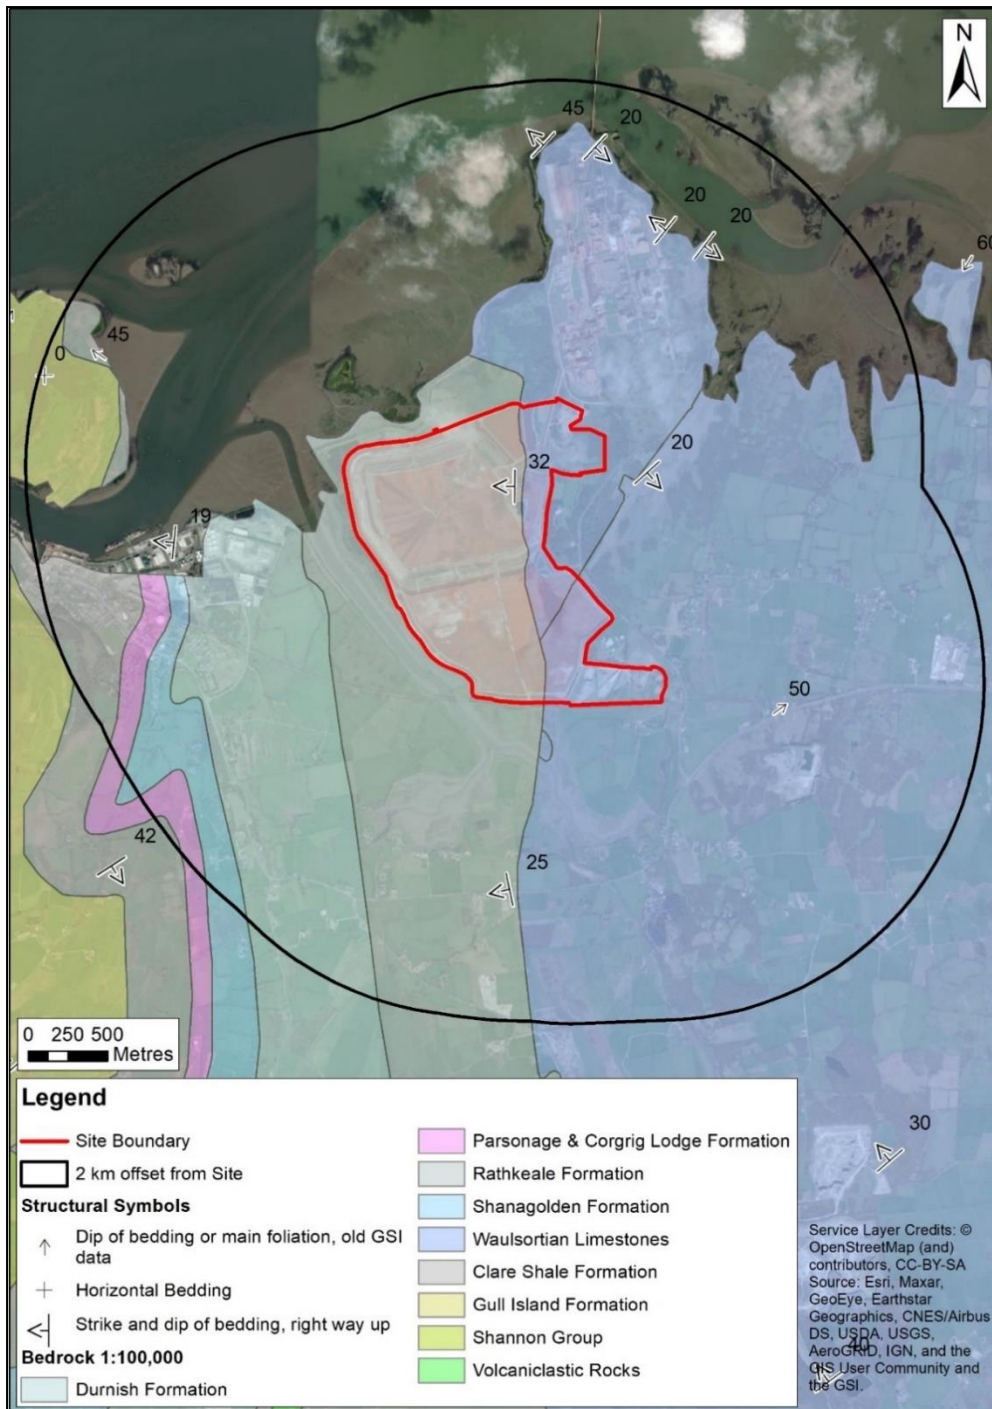 N
45
20
20
20
60
45
0
20
32
19
50
42
25
0 250 500
Metres
30
40
Legend
Site Boundary
2 km offset from Site
Structural Symbols
Dip of bedding or main foliation, old GSI
data
Horizontal Bedding
Strike and dip of bedding, right way up
Bedrock 1:100,000
Durnish Formation
Parsonage & Corgrig Lodge Formation
Rathkeale Formation
Shanagolden Formation
Waulsortian Limestones
Clare Shale Formation
Gull Island Formation
Shannon Group
Volcaniclastic Rocks
Service Layer Credits: ©
OpenStreetMap (and)
contributors, CC-BY-SA
Source: Esri, Maxar,
GeoEye, Earthstar
Geographics, CNES/Airbus
DS, USDA, USGS,
AeroGRID, IGN, and the
GIS User Community and
the GSI.